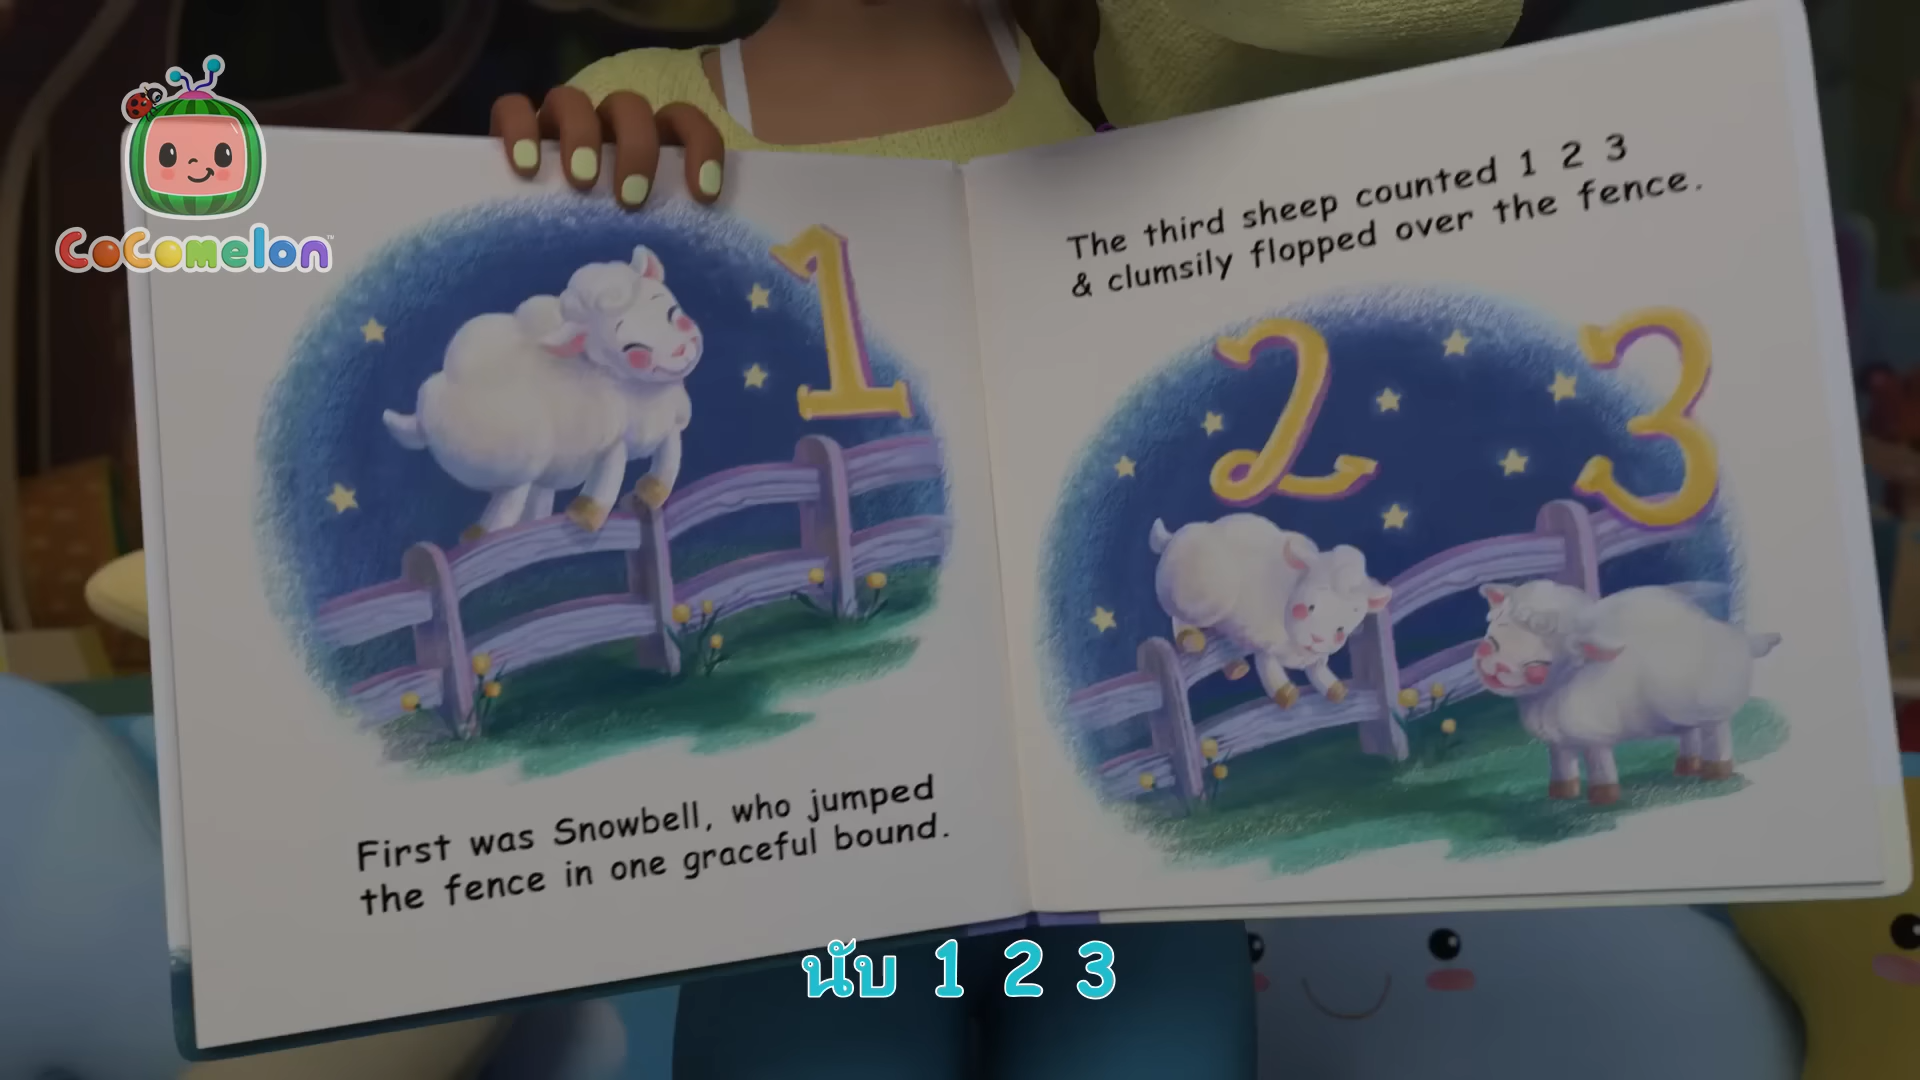 CoCoMelon™
1
First was Snowbell, who jumped
the fence in one graceful bound.
The third sheep counted 1 2 3
& clumsily flopped over the fence.
2 3
นับ 1 2 3